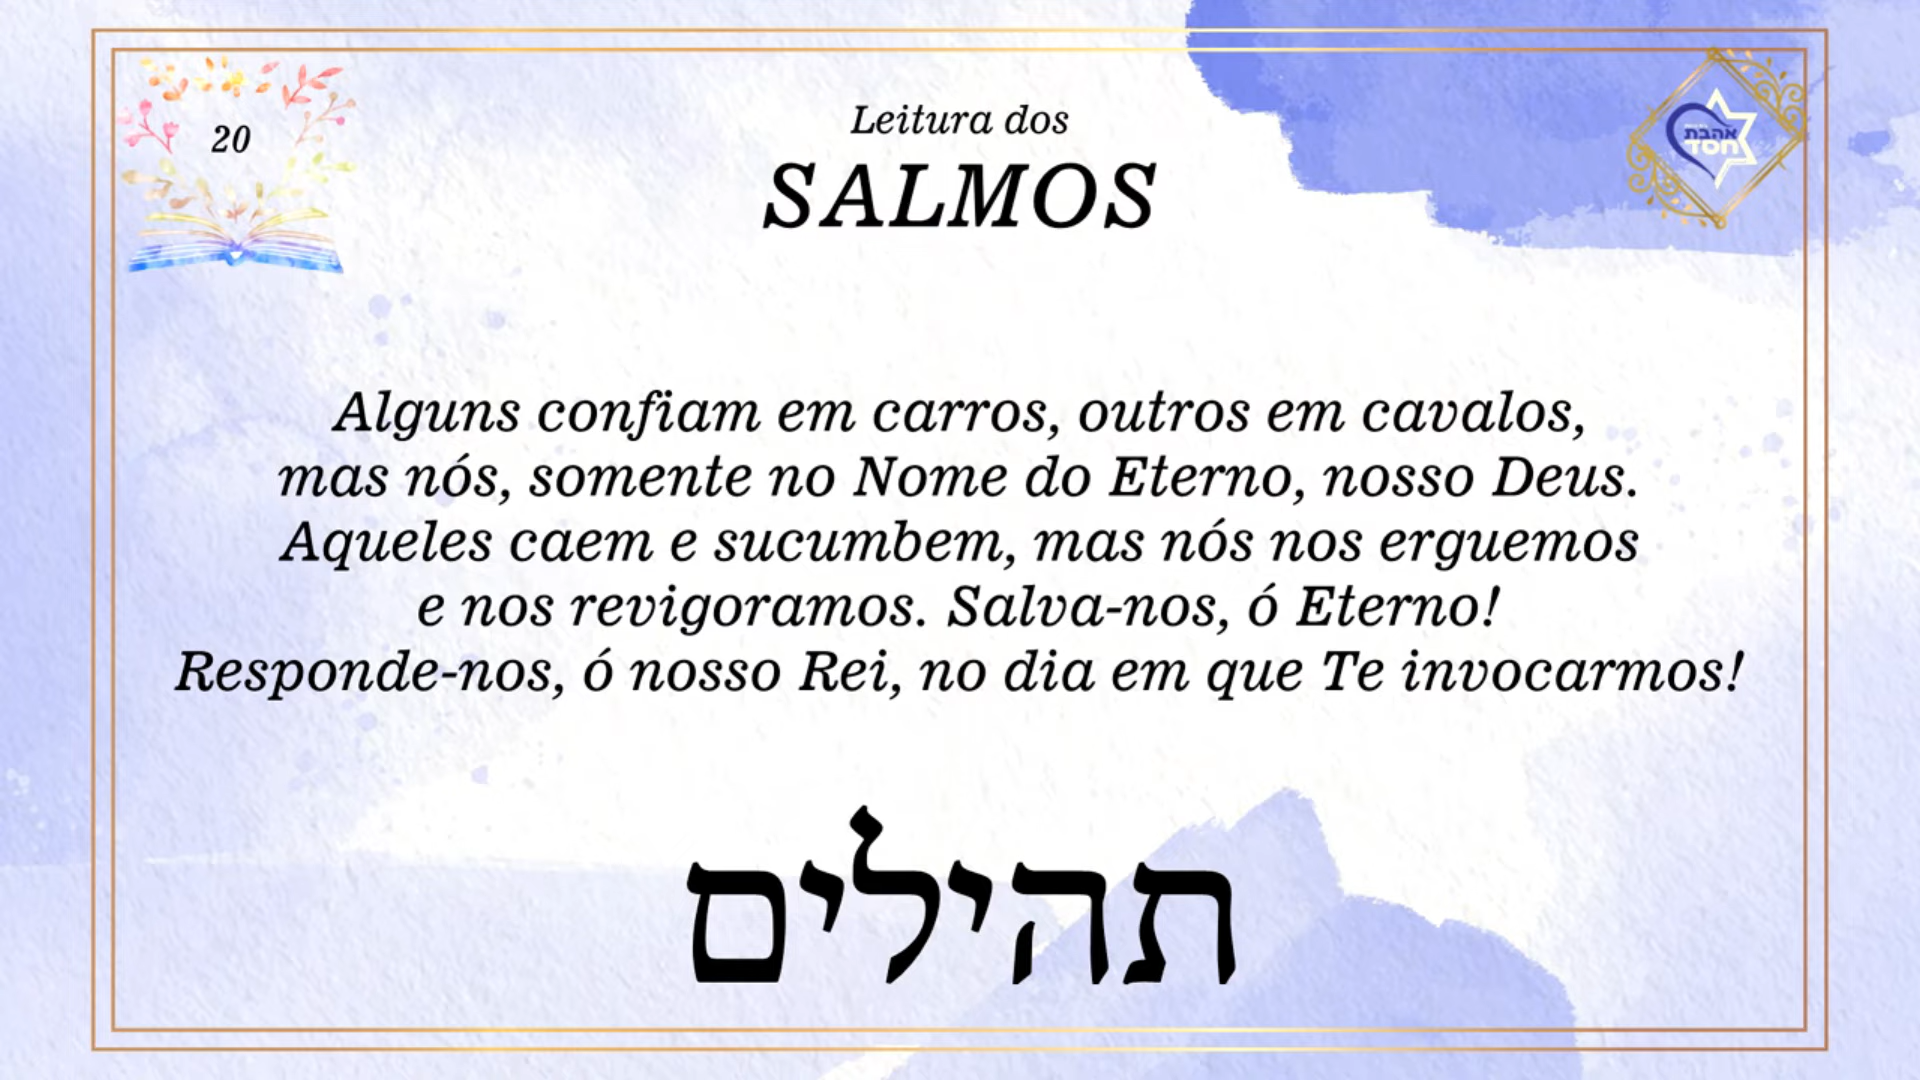 20
Leitura dos
SALMOS
אהבת
חסד
Alguns confiam em carros, outros em cavalos,
mas nós, somente no Nome do Eterno, nosso Deus.
Aqueles caem e sucumbem, mas nós nos erguemos
e nos revigoramos. Salva-nos, ó Eterno!
Responde-nos, ó nosso Rei, no dia em que Te invocarmos!
תהילים